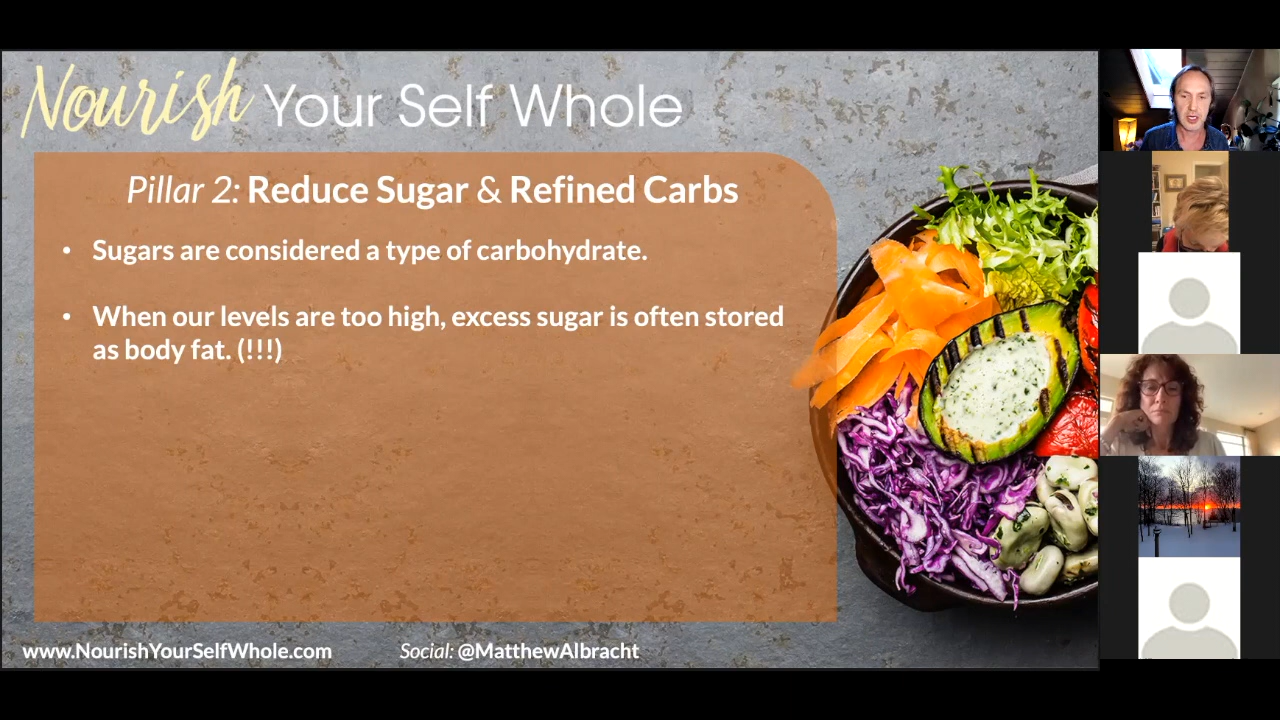 Nourish Your Self Whole
Pillar 2: Reduce Sugar & Refined Carbs
• Sugars are considered a type of carbohydrate.
• When our levels are too high, excess sugar is often stored
as body fat. (!!!)
www.NourishYourSelfWhole.com Social: @MatthewAlbracht